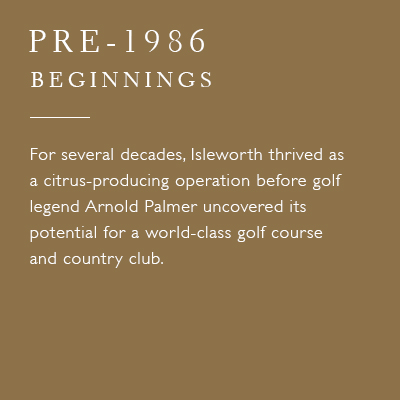 PRE-1986
BEGINNINGS
For several decades, Isleworth thrived as
a citrus-producing operation before golf
legend Arnold Palmer uncovered its
potential for a world-class golf course
and country club.